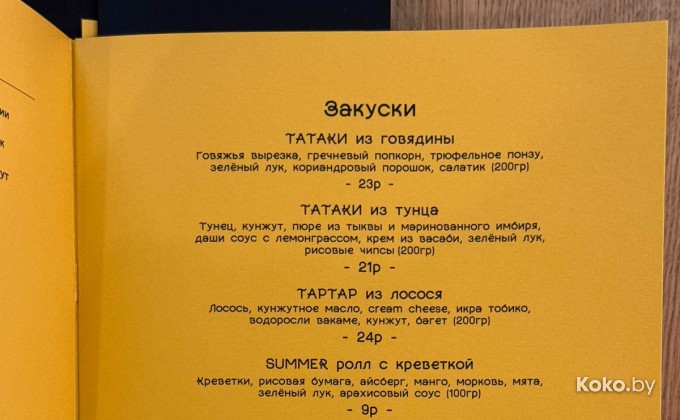 ии
к
ут
Закуски
ТАТАКИ из говядины
Говяжья вырезка, гречневый попкорн, трюфельное понзу,
зелёный лук, кориандровый порошок, салатик (200гр)
- 23р -
ТАТАКИ из тунца
Тунец, кунжут, пюре из тыквы и маринованного имбиря,
даши соус с лемонграссом, крем из васаби, зелёный лук,
рисовые чипсы (200гр)
- 21р -
ТАРТАР из лосося
Лосось, кунжутное масло, cream cheese, икра тобико,
водоросли вакаме, кунжут, багет (200гр)
- 24р -
SUMMER ролл с креветкой
Креветки, рисовая бумага, айсберг, манго, морковь, мята,
зелёный лук, арахисовый соус (100гр)
- 9р -
Koko.by